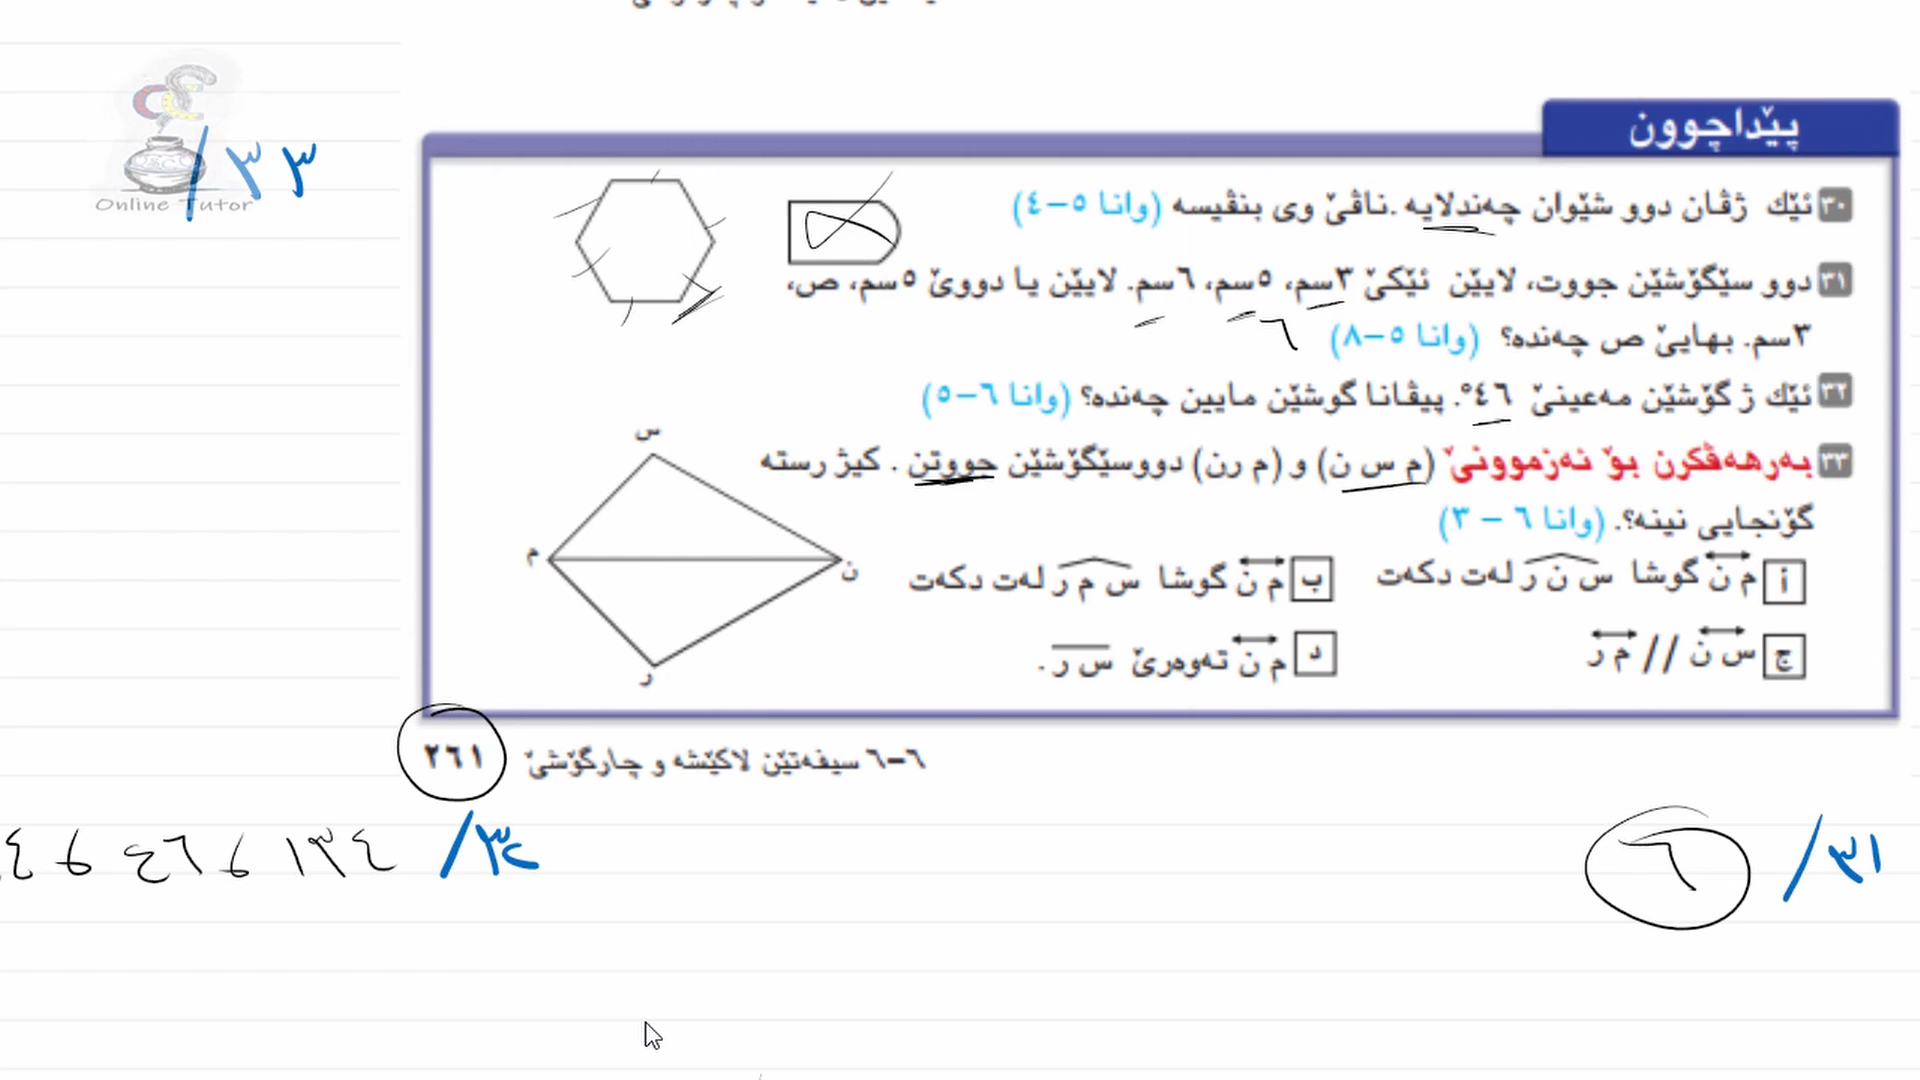 Online Tutor
/ ٣٣
پێداچوون
٣٠ ئێك ژڤان دوو شێوان چەندلایە .ناڤێ وی بنڤیسە (وانا ٥–٤)
٣١ دوو سێگۆشێن جووت، لایێن ئێكێ ٣سم، ٥سم، ٦سم. لایێن یا دووێ ٥سم، ص،
٦
٣سم. بهایێ ص چەندە؟ (وانا ٥–٨)
٣٢ ئێك ژ گۆشێن مەعینێ ٤٦°. پیڤانا گوشێن مایین چەندە؟ (وانا ٦–٥)
٣٣ بەرهەڤكرن بۆ ئەزموونێ (م س ن) و (م رن) دووسێگۆشێن جووتن . كیژ رستە
گۆنجایی نینە؟. (وانا ٦ – ٣)
أ م ن گوشا س ن ر لەت دكەت
ب م ن گوشا س م ر لەت دكەت
ج س ن // م ر
د م ن تەوەرێ س ر .
س
م
ن
ر
٦–٦ سیفەتێن لاكێشە و چارگۆشێ
٢٦١
٣١ /
٦
٣٢ /
١٣٤ و ٤٦ و